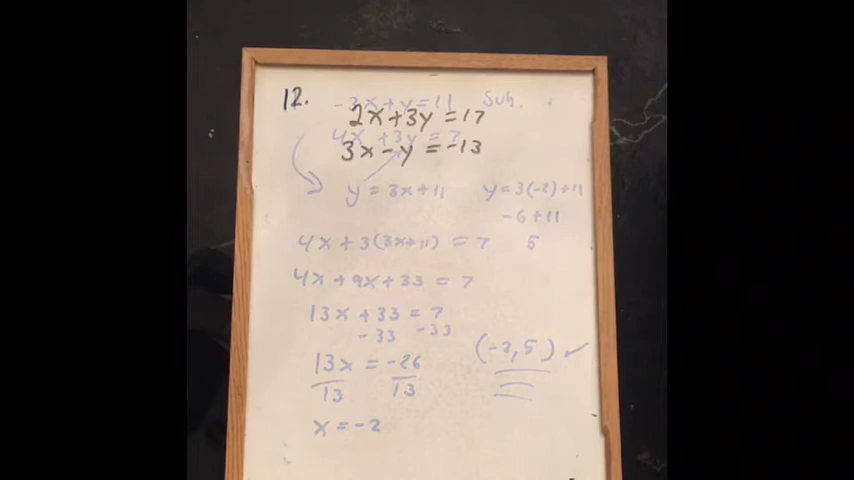 12.
-3x+y=11 Sub.
2x+3y=17
4x+3y=7
3x-y=-13
y=3x+11 y=3(-2)+11
-6+11
4x+3(3x+11)=7 5
4x+9x+33=7
13x+33=7
-33 -33
13x=-26 (-2,5) ✓
13 13
x=-2